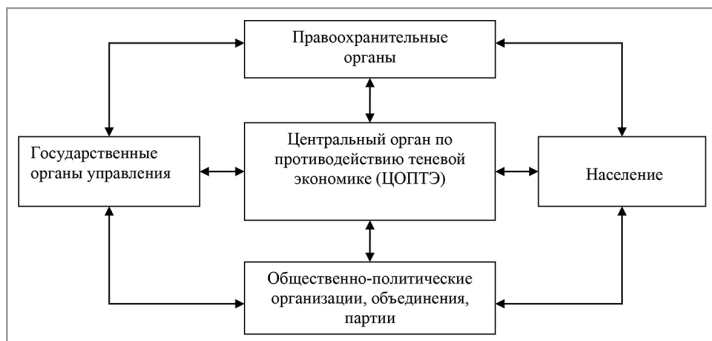 Правоохранительные
органы
Государственные
органы управления
Центральный орган по
противодействию теневой
экономике (ЦОПТЭ)
Население
Общественно-политические
организации, объединения,
партии